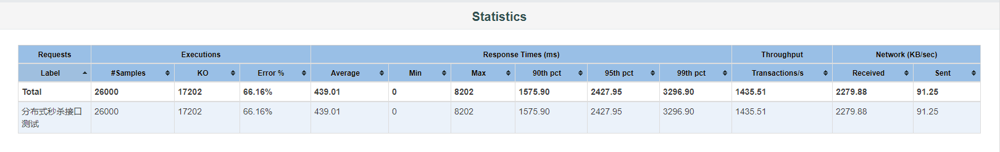 Statistics
Requests Executions Response Times (ms) Throughput Network (KB/sec)
Label #Samples KO Error % Average Min Max 90th pct 95th pct 99th pct Transactions/s Received Sent
Total 26000 17202 66.16% 439.01 0 8202 1575.90 2427.95 3296.90 1435.51 2279.88 91.25
分布式秒杀接口 26000 17202 66.16% 439.01 0 8202 1575.90 2427.95 3296.90 1435.51 2279.88 91.25
测试